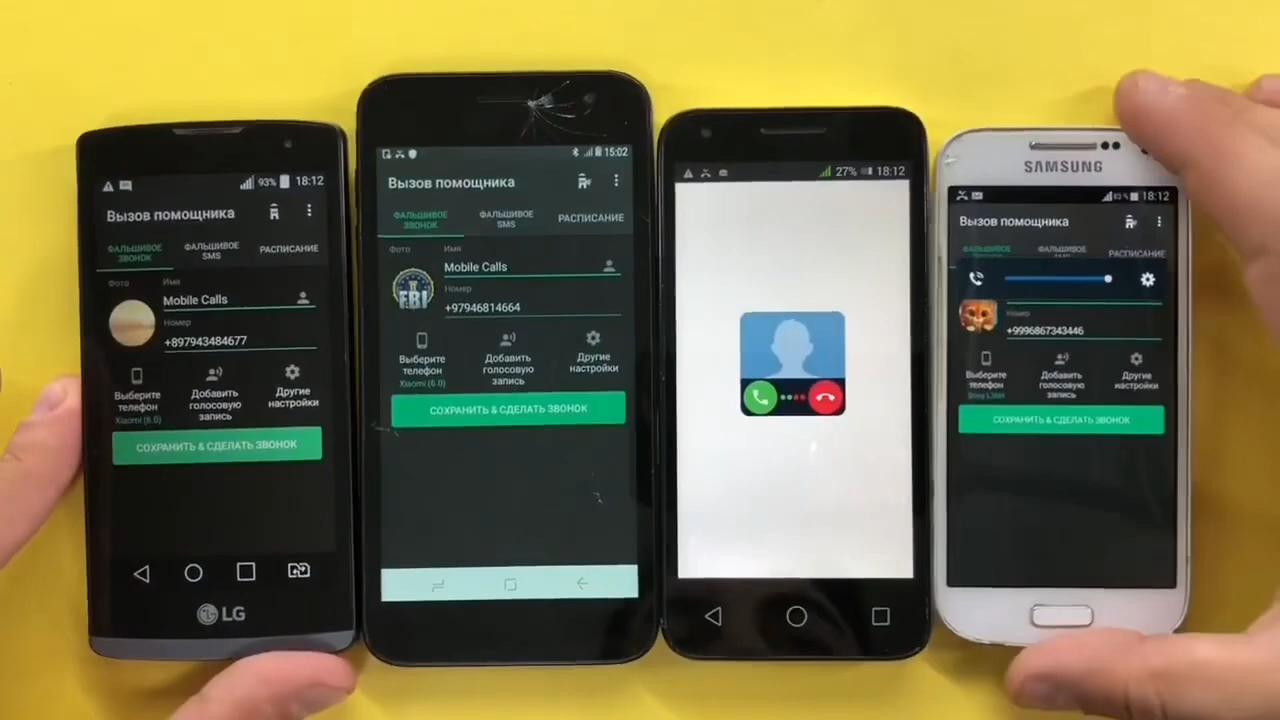 93% 18:12
Вызов помощника
ФАЛЬШИВОЕ ЗВОНОК
ФАЛЬШИВОЕ SMS
РАСПИСАНИЕ
Фото
Имя
Mobile Calls
Номер
+897943484677
Выберите телефон
Xiaomi (6.0)
Добавить голосовую запись
Другие настройки
СОХРАНИТЬ & СДЕЛАТЬ ЗВОНОК
LG
15:02
Вызов помощника
ФАЛЬШИВОЕ ЗВОНОК
ФАЛЬШИВОЕ SMS
РАСПИСАНИЕ
Фото
Имя
FBI
Mobile Calls
Номер
+97946814664
Выберите телефон
Xiaomi (6.0)
Добавить голосовую запись
Другие настройки
СОХРАНИТЬ & СДЕЛАТЬ ЗВОНОК
27% 18:12
SAMSUNG
18:12
Вызов помощника
ФАЛЬШИВОЕ
ФАЛЬШИВОЕ
РАСПИСАНИЕ
Номер
+9996867343446
Выберите телефон
Добавить голосовую запись
Другие настройки
СОХРАНИТЬ & СДЕЛАТЬ ЗВОНОК